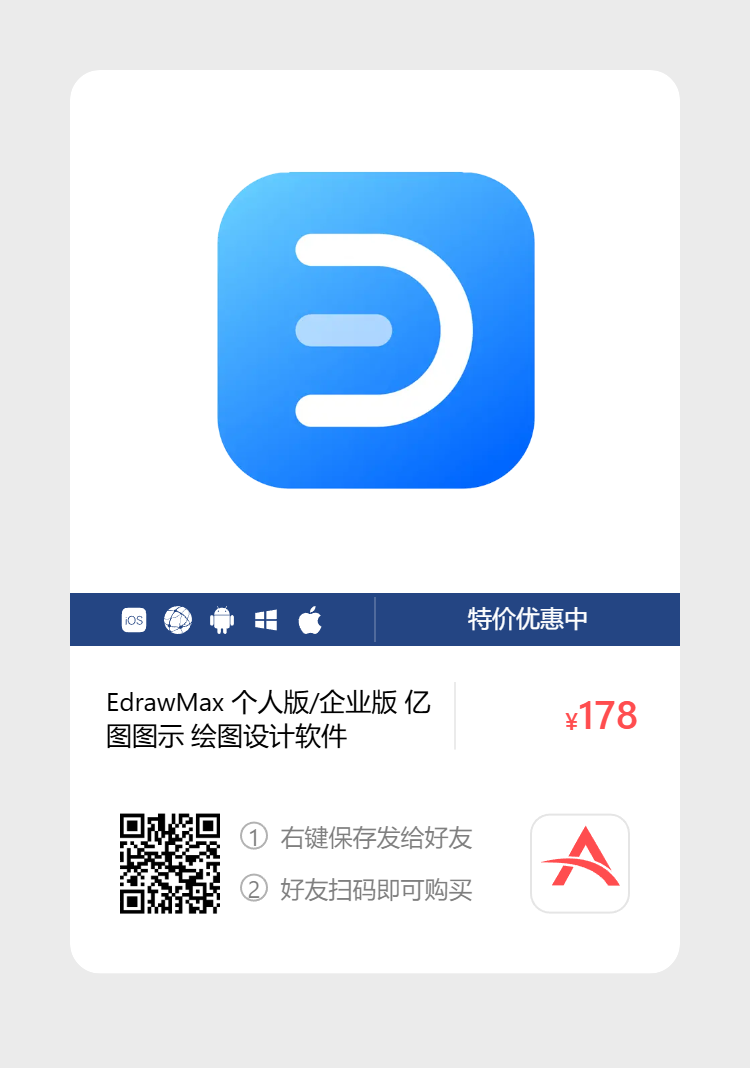 iOS
特价优惠中
EdrawMax 个人版/企业版 亿
图图示 绘图设计软件
¥178
① 右键保存发给好友
② 好友扫码即可购买